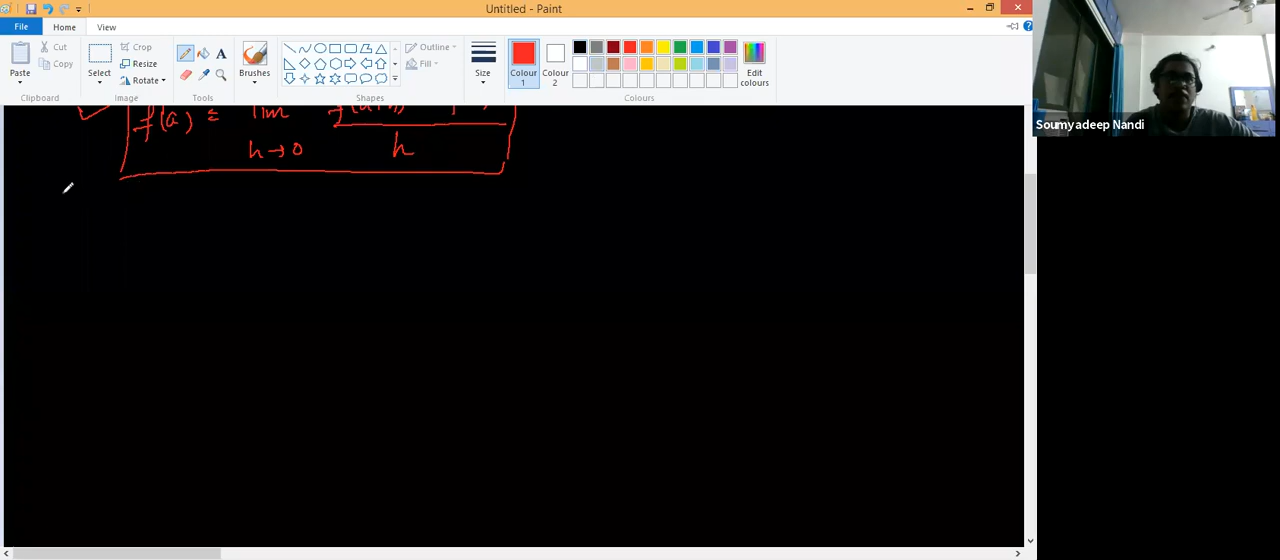 Untitled - Paint
File Home View
Paste
Cut
Copy
Clipboard
Select
Crop
Resize
Rotate
Image
A
Tools
Brushes
Shapes
Outline
Fill
Size
Colour 1
Colour 2
Edit colours
Colours
Soumyadeep Nandi
f(a) = lim
h→0 h